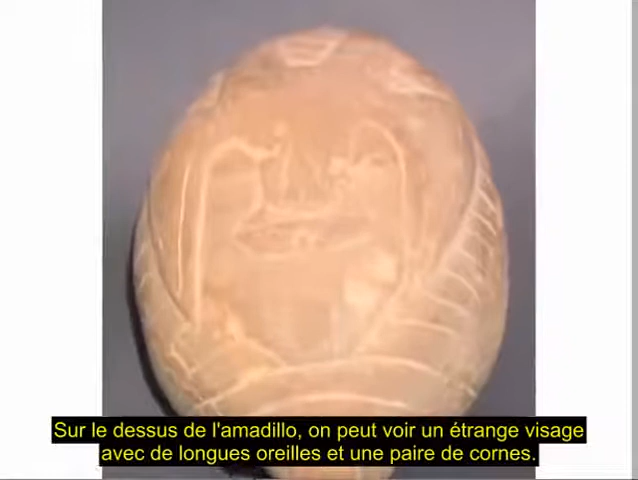 Sur le dessus de l'amadillo, on peut voir un étrange visage
avec de longues oreilles et une paire de cornes.